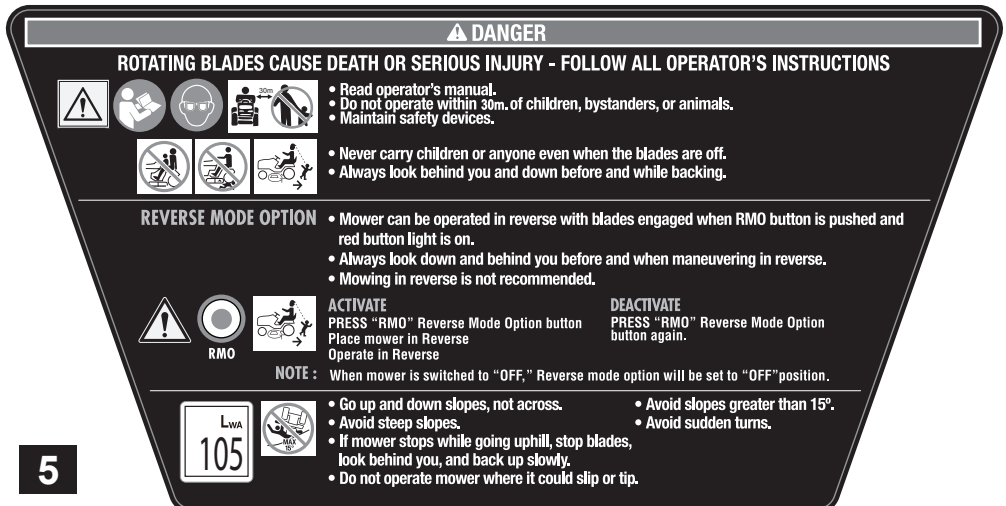 DANGER
ROTATING BLADES CAUSE DEATH OR SERIOUS INJURY - FOLLOW ALL OPERATOR'S INSTRUCTIONS
30m
• Read operator's manual.
• Do not operate within 30m. of children, bystanders, or animals.
• Maintain safety devices.
• Never carry children or anyone even when the blades are off.
• Always look behind you and down before and while backing.
REVERSE MODE OPTION
• Mower can be operated in reverse with blades engaged when RMO button is pushed and
red button light is on.
• Always look down and behind you before and when maneuvering in reverse.
• Mowing in reverse is not recommended.
RMO
ACTIVATE
PRESS “RMO” Reverse Mode Option button
Place mower in Reverse
Operate in Reverse
DEACTIVATE
PRESS “RMO” Reverse Mode Option
button again.
NOTE : When mower is switched to “OFF,” Reverse mode option will be set to “OFF”position.
LWA
105
MAX
15°
• Go up and down slopes, not across.
• Avoid steep slopes.
• If mower stops while going uphill, stop blades,
look behind you, and back up slowly.
• Do not operate mower where it could slip or tip.
• Avoid slopes greater than 15º.
• Avoid sudden turns.
5